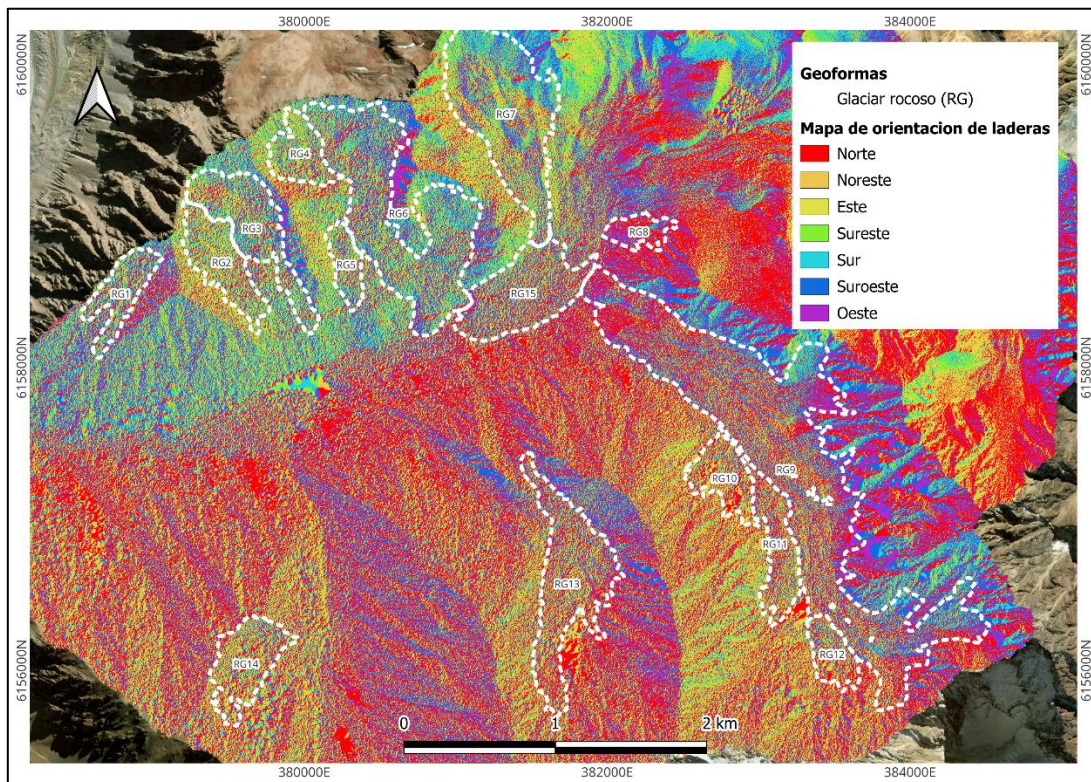 380000E 382000E 384000E
6160000N
6160000N
Geoformas
Glaciar rocoso (RG)
Mapa de orientacion de laderas
Norte
Noreste
Este
Sureste
Sur
Suroeste
Oeste
RG7
RG4
RG6
RG3
RG8
RG5
RG2
RG1
RG15
6158000N
6158000N
RG9
RG10
RG11
RG13
RG12
RG14
6156000N
6156000N
0 1 2 km
380000E 382000E 384000E